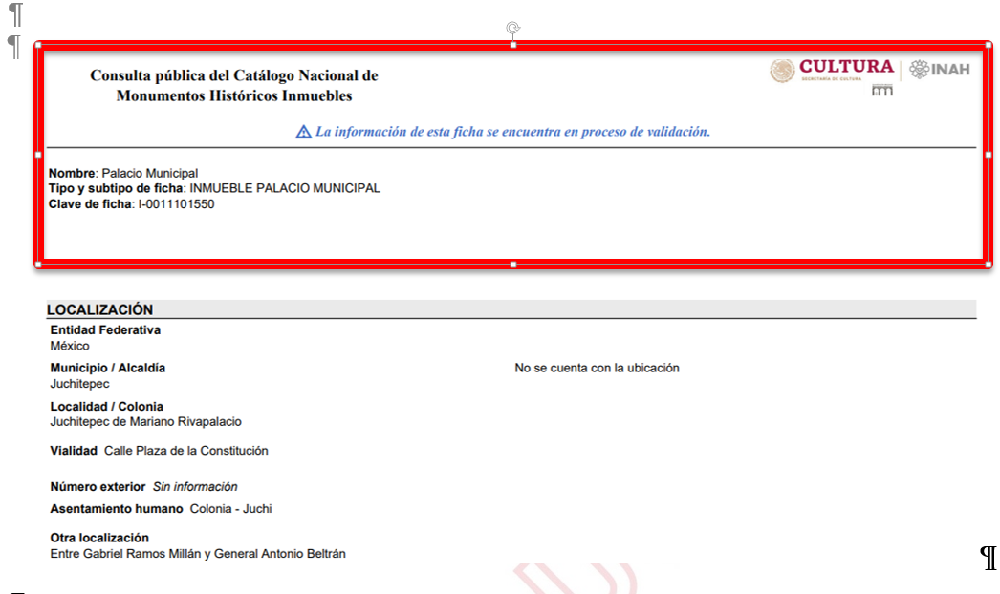 ¶
¶
Consulta pública del Catálogo Nacional de
Monumentos Históricos Inmuebles
CULTURA
SECRETARÍA DE CULTURA
INAH
La información de esta ficha se encuentra en proceso de validación.
Nombre: Palacio Municipal
Tipo y subtipo de ficha: INMUEBLE PALACIO MUNICIPAL
Clave de ficha: I-0011101550
LOCALIZACIÓN
Entidad Federativa
México
Municipio / Alcaldía
No se cuenta con la ubicación
Juchitepec
Localidad / Colonia
Juchitepec de Mariano Rivapalacio
Vialidad Calle Plaza de la Constitución
Número exterior Sin información
Asentamiento humano Colonia - Juchi
Otra localización
Entre Gabriel Ramos Millán y General Antonio Beltrán
¶